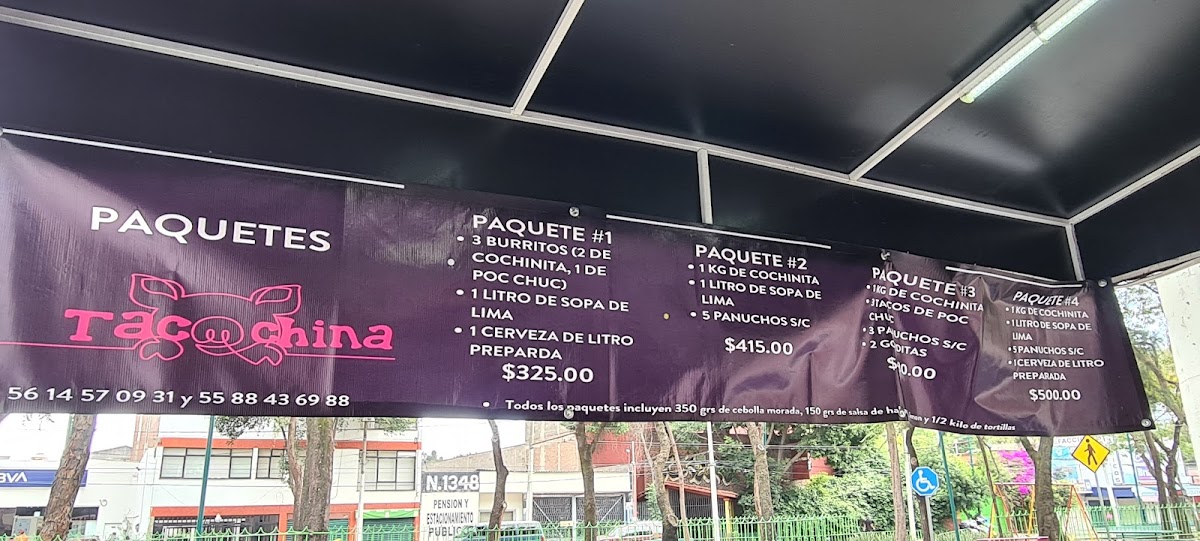 PAQUETES
Tacoochina
56 14 57 09 31 y 55 88 43 69 88
PAQUETE #1
• 3 BURRITOS (2 DE
• COCHINITA, 1 DE
POC CHUC)
• 1 LITRO DE SOPA DE
LIMA
• 1 CERVEZA DE LITRO
PREPARDA
$325.00
PAQUETE #2
• 1 KG DE COCHINITA
• 1 LITRO DE SOPA DE
LIMA
• 5 PANUCHOS S/C
$415.00
PAQUETE #3
• 1 KG DE COCHINITA
• 3 TACOS DE POC
CHUC
• 3 PANUCHOS S/C
• 2 GORDITAS
PAQUETE #4
• 1 KG DE COCHINITA
• 1 LITRO DE SOPA DE
LIMA
• 5 PANUCHOS S/C
• 1 CERVEZA DE LITRO
PREPARADA
$500.00
• Todos los paquetes incluyen 350 grs de cebolla morada, 150 grs de salsa de y 1/2 kilo de tortillas
BBVA
N.1348
PENSION Y
ESTACIONAMIENTO
PUBLICO